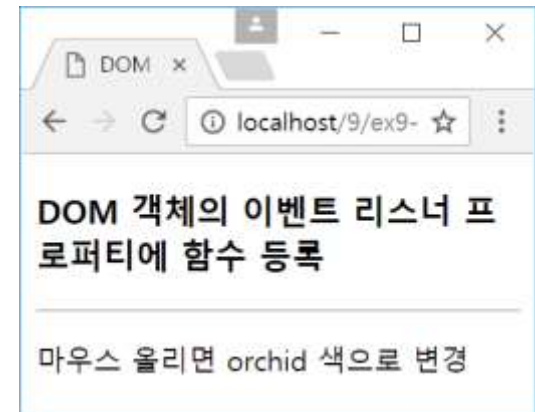 DOM
localhost/9/ex9-
DOM 객체의 이벤트 리스너 프
로퍼티에 함수 등록
마우스 올리면 orchid 색으로 변경